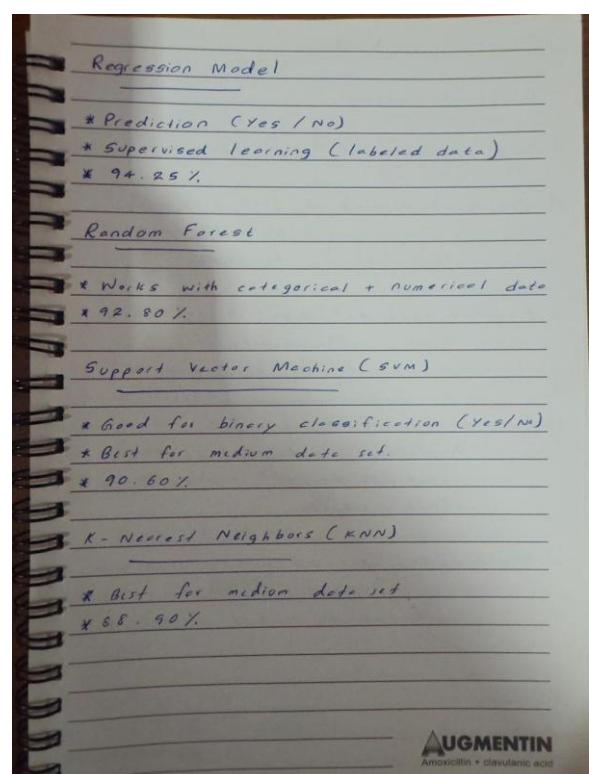 Regression Model
* Prediction (Yes / No)
* Supervised learning (labeled data)
* 94.25 %
Random Forest
* Works with categorical + numerical data
* 92.80 %
Support Vector Machine (SVM)
* Good for binary classification (Yes/No)
* Best for medium data set.
* 90.60 %
K- Nearest Neighbors (KNN)
* Best for medium data set
* 88.90 %
AUGMENTIN
Amoxicillin + clavulanic acid